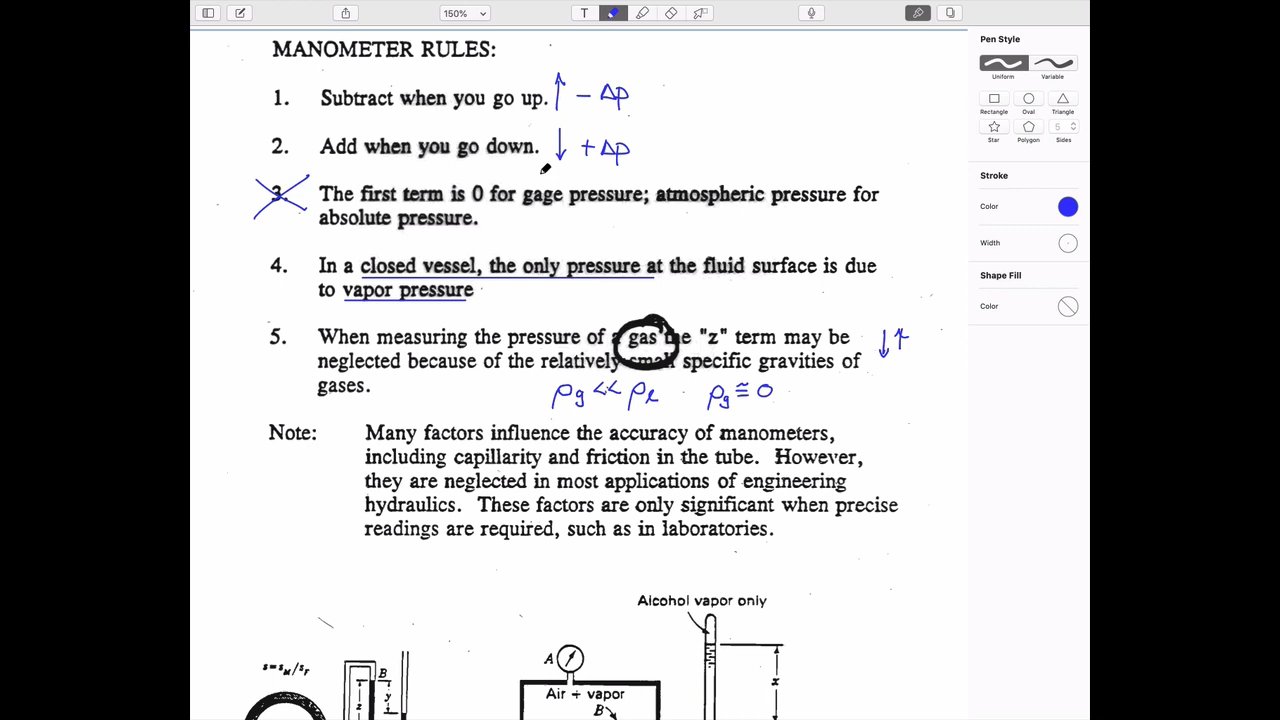 150%
T
Pen Style
MANOMETER RULES:
Uniform
Variable
1. Subtract when you go up. ↑ − Δp
Rectangle
Oval
Triangle
5
Star
Polygon
Sides
2. Add when you go down. ↓ + Δp
Stroke
3. The first term is 0 for gage pressure; atmospheric pressure for
absolute pressure.
Color
Width
4. In a closed vessel, the only pressure at the fluid surface is due
to vapor pressure
Shape Fill
Color
5. When measuring the pressure of a gas the "z" term may be
neglected because of the relatively small specific gravities of
gases.
↓↑
ρg << ρℓ ρg ≅ 0
Note: Many factors influence the accuracy of manometers,
including capillarity and friction in the tube. However,
they are neglected in most applications of engineering
hydraulics. These factors are only significant when precise
readings are required, such as in laboratories.
Alcohol vapor only
s=sM/sF
B
A
y
z
Air + vapor
x
B